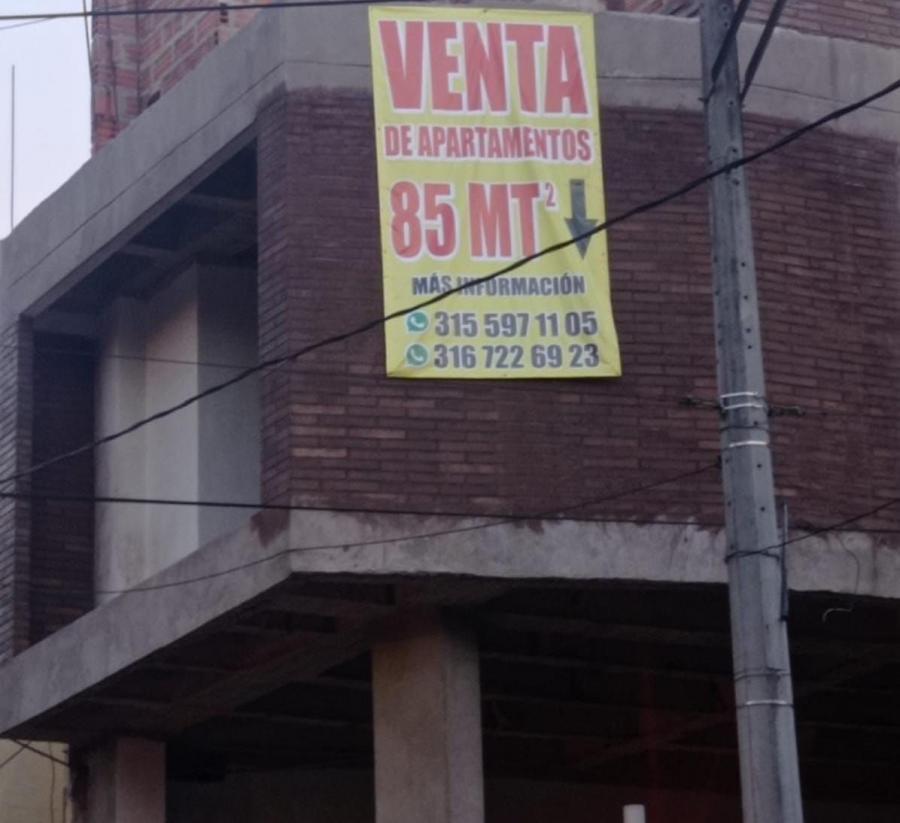 VENTA
DE APARTAMENTOS
85 MT²
MÁS INFORMACIÓN
315 597 11 05
316 722 69 23